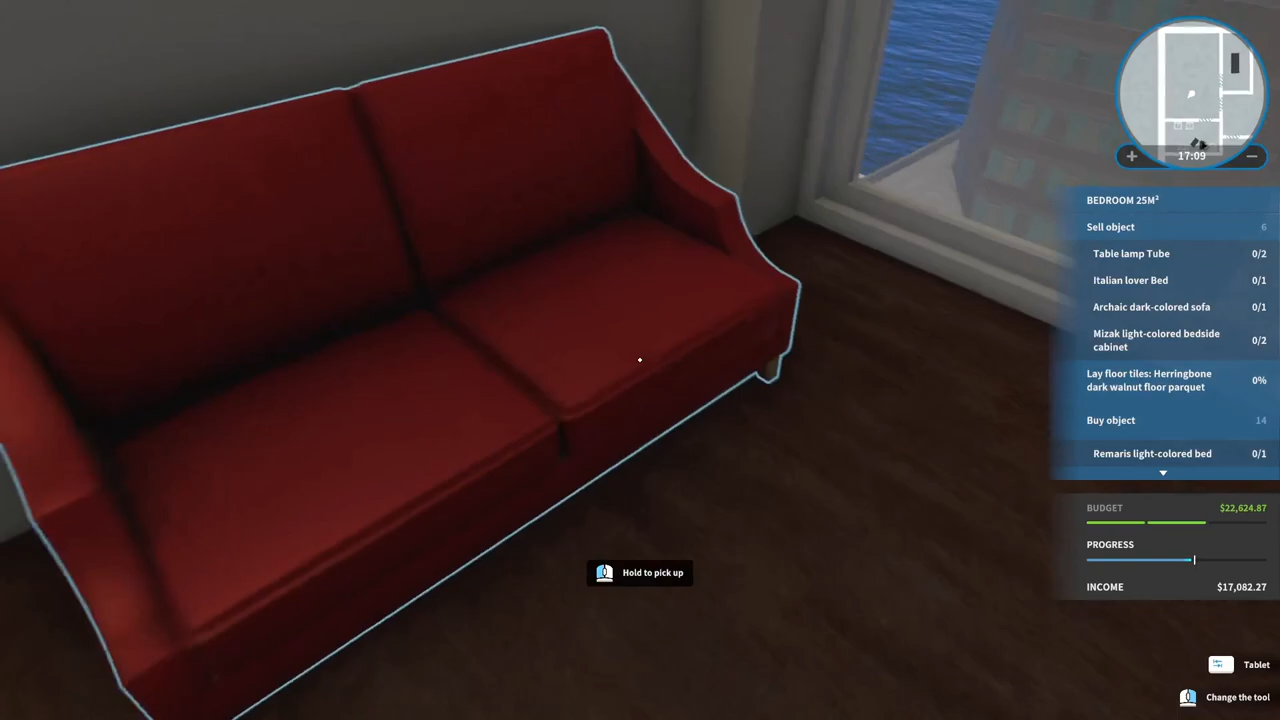 17:09
BEDROOM 25M²
Sell object 6
Table lamp Tube 0/2
Italian lover Bed 0/1
Archaic dark-colored sofa 0/1
Mizak light-colored bedside
cabinet 0/2
Lay floor tiles: Herringbone
dark walnut floor parquet 0%
Buy object 14
Remaris light-colored bed 0/1
BUDGET $22,624.87
PROGRESS
INCOME $17,082.27
Hold to pick up
Tablet
Change the tool